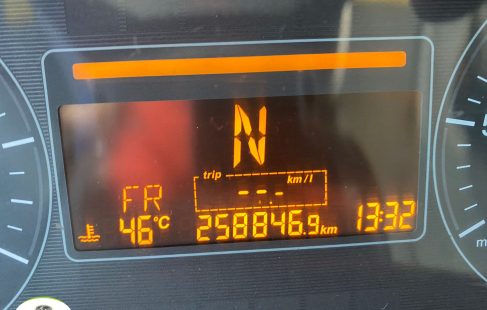 N
trip km/l
--.-
FR
46°C 258846.9km 13:32